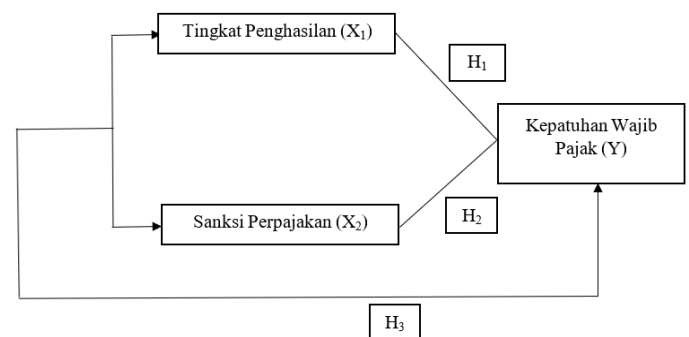 Tingkat Penghasilan (X₁)
H₁
Kepatuhan Wajib
Pajak (Y)
Sanksi Perpajakan (X₂)
H₂
H₃